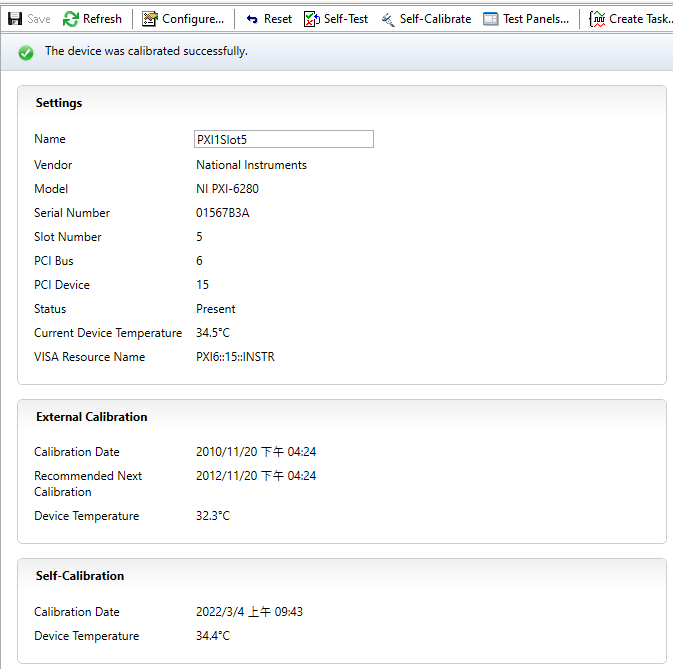 Save Refresh Configure... Reset Self-Test Self-Calibrate Test Panels... Create Task..
The device was calibrated successfully.
Settings
Name PXI1Slot5
Vendor National Instruments
Model NI PXI-6280
Serial Number 01567B3A
Slot Number 5
PCI Bus 6
PCI Device 15
Status Present
Current Device Temperature 34.5°C
VISA Resource Name PXI6::15::INSTR
External Calibration
Calibration Date 2010/11/20 下午 04:24
Recommended Next 2012/11/20 下午 04:24
Calibration
Device Temperature 32.3°C
Self-Calibration
Calibration Date 2022/3/4 上午 09:43
Device Temperature 34.4°C